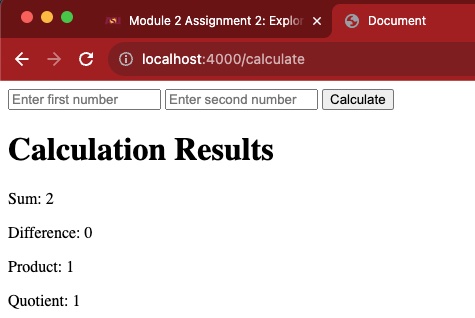 Module 2 Assignment 2: Explor
Document
localhost:4000/calculate
Enter first number Enter second number Calculate
Calculation Results
Sum: 2
Difference: 0
Product: 1
Quotient: 1